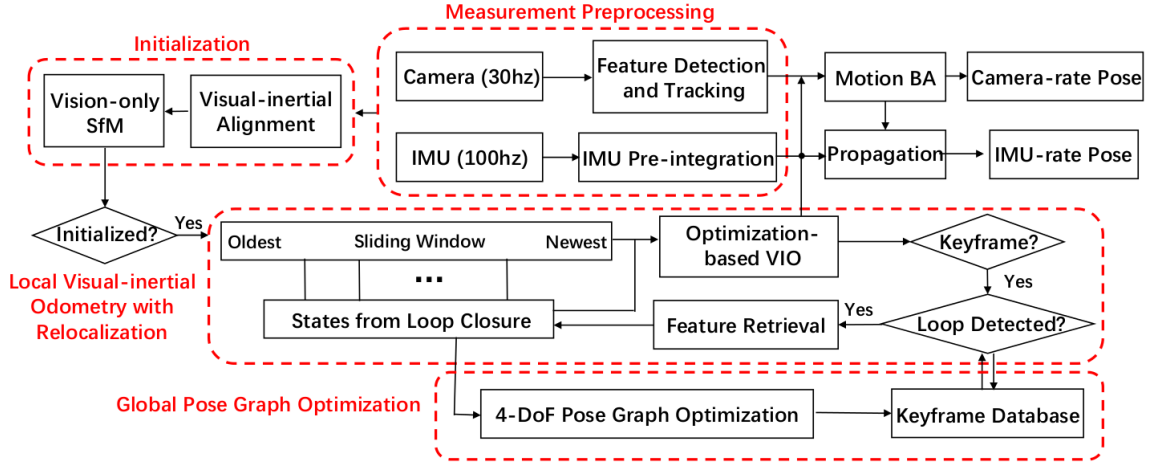 Measurement Preprocessing
Initialization
Vision-only
SfM
Visual-inertial
Alignment
Camera (30hz)
Feature Detection
and Tracking
Motion BA
Camera-rate Pose
IMU (100hz)
IMU Pre-integration
Propagation
IMU-rate Pose
Initialized?
Yes
Oldest
Sliding Window
Newest
...
States from Loop Closure
Optimization-
based VIO
Keyframe?
Yes
Loop Detected?
Yes
Feature Retrieval
Local Visual-inertial
Odometry with
Relocalization
Global Pose Graph Optimization
4-DoF Pose Graph Optimization
Keyframe Database